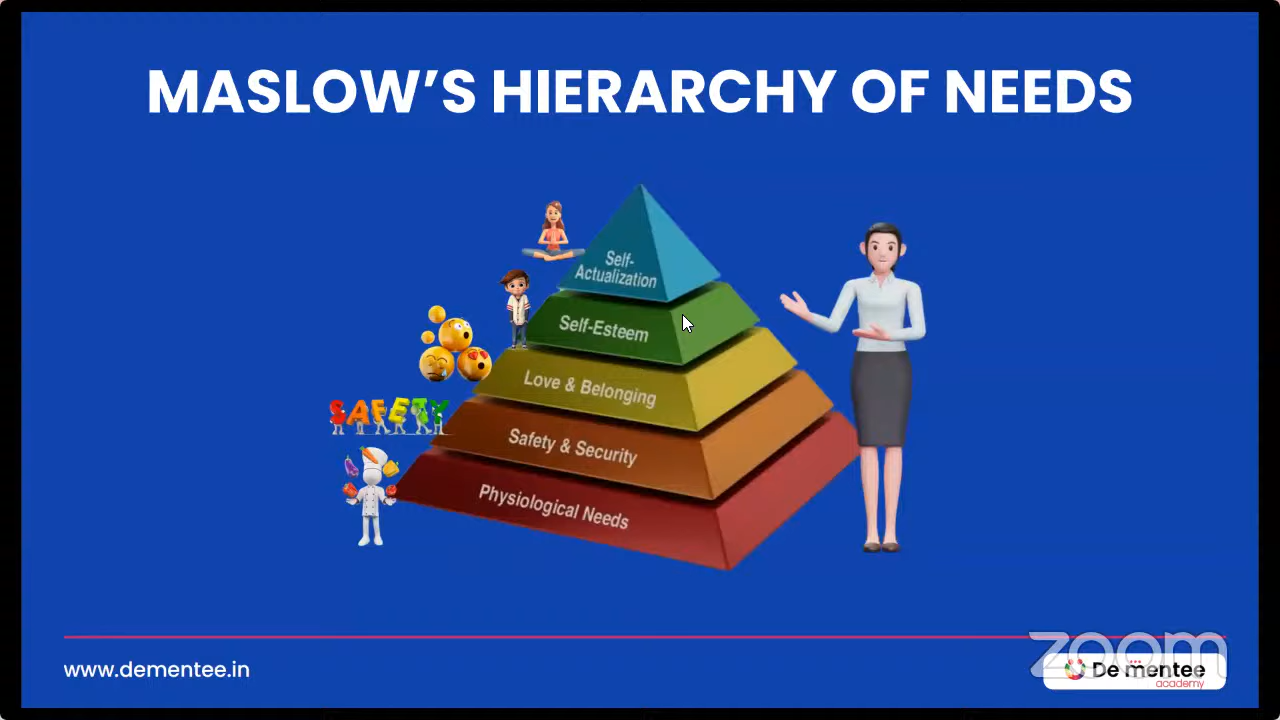 MASLOW’S HIERARCHY OF NEEDS
Self-
Actualization
Self-Esteem
Love & Belonging
SAFETY
Safety & Security
Physiological Needs
www.dementee.in
zoom
De mentee
academy